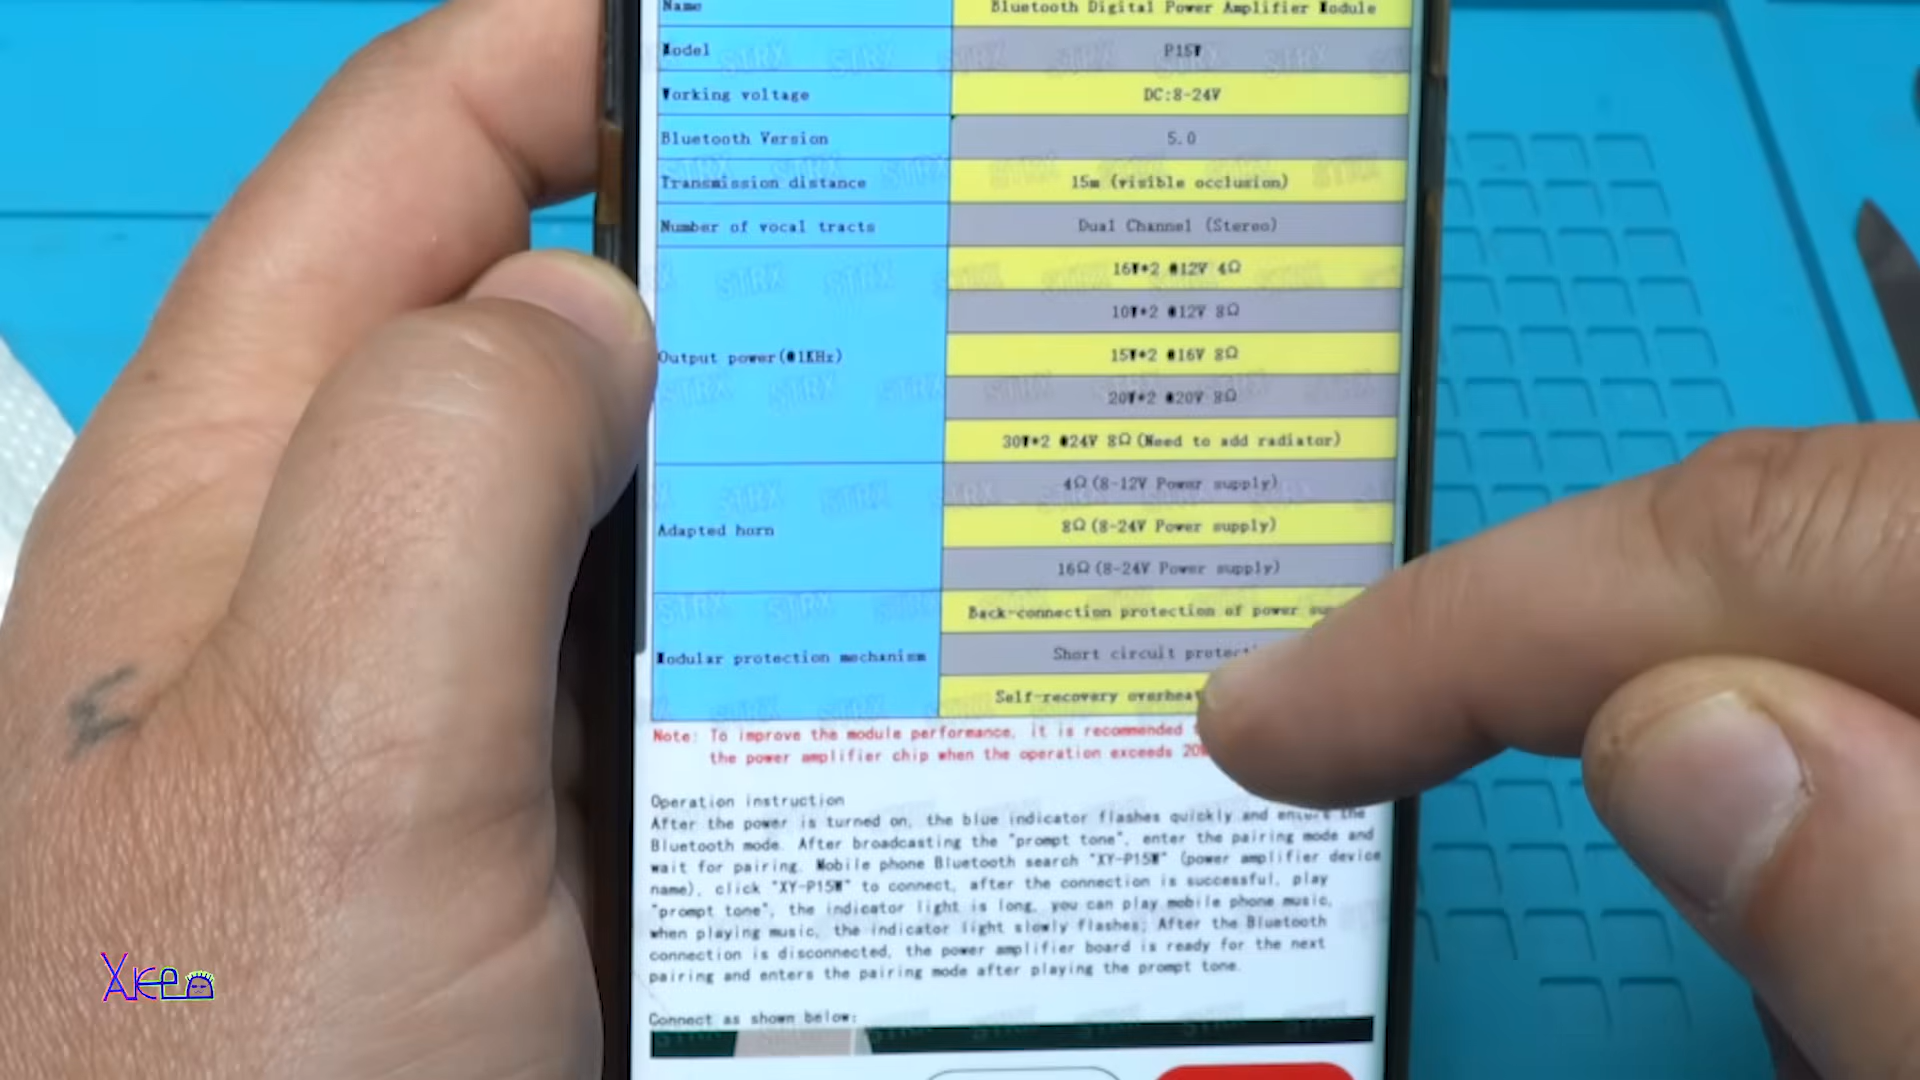 Name Bluetooth Digital Power Amplifier Module
Model P15W
Working voltage DC:8-24V
Bluetooth Version 5.0
Transmission distance 15m (visible occlusion)
Number of vocal tracts Dual Channel (Stereo)
Output power(@1KHz)
16W*2 @12V 4Ω
10W*2 @12V 8Ω
15W*2 @16V 8Ω
20W*2 @20V 8Ω
30W*2 @24V 8Ω(Need to add radiator)
Adapted horn
4Ω(8-12V Power supply)
8Ω(8-24V Power supply)
16Ω(8-24V Power supply)
Modular protection mechanism
Back-connection protection of power
Short circuit
Self-recovery
Note: To improve the module performance, it is recommended
the power amplifier chip when the operation exceeds
Operation instruction
After the power is turned on, the blue indicator flashes quickly and enters the
Bluetooth mode. After broadcasting the "prompt tone", enter the pairing mode and
wait for pairing. Mobile phone Bluetooth search "XY-P15W" (power amplifier device
name), click "XY-P15W" to connect, after the connection is successful, play
"prompt tone", the indicator light is long, you can play mobile phone music,
when playing music, the indicator light slowly flashes; After the Bluetooth
connection is disconnected, the power amplifier board is ready for the next
pairing and enters the pairing mode after playing the prompt tone.
Connect as shown below:
STRX